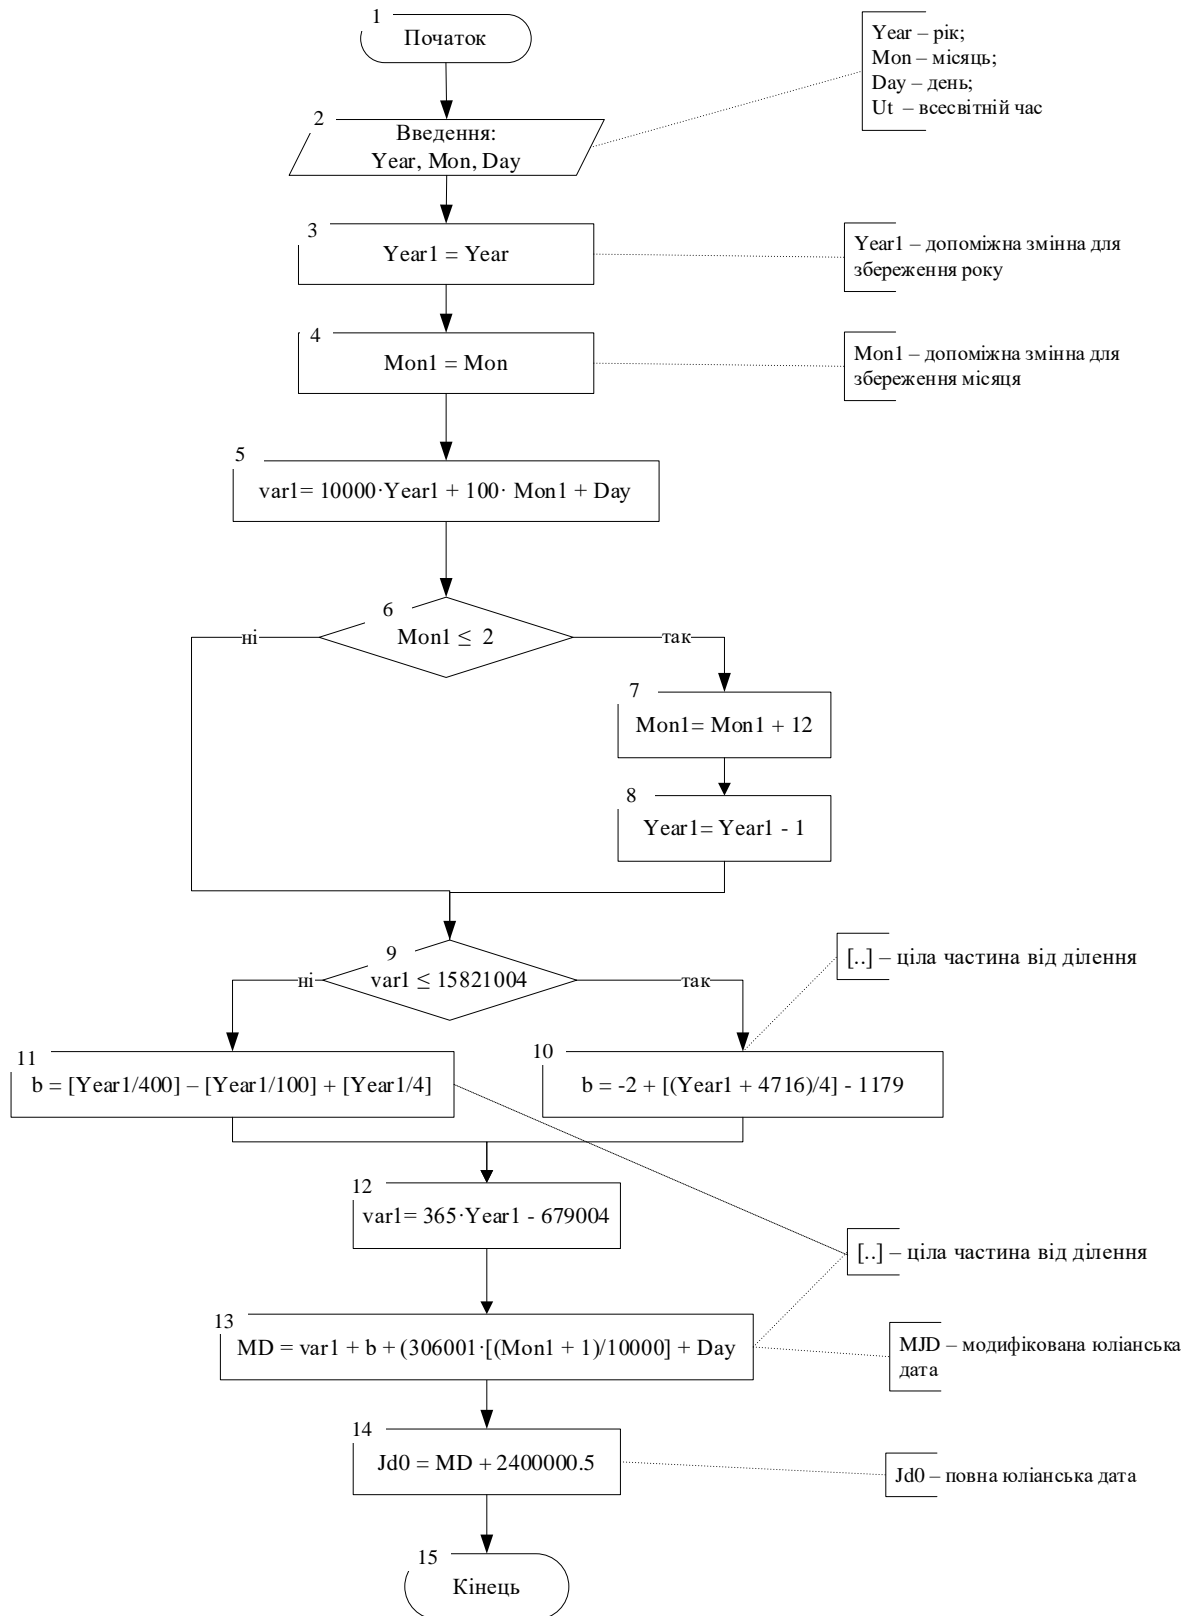 1
Початок
Year – рік;
Mon – місяць;
Day – день;
Ut – всесвітній час
2
Введення:
Year, Mon, Day
3
Year1 = Year
Year1 – допоміжна змінна для
збереження року
4
Mon1 = Mon
Mon1 – допоміжна змінна для
збереження місяця
5
var1= 10000·Year1 + 100· Mon1 + Day
6
Mon1 ≤ 2
ні
так
7
Mon1= Mon1 + 12
8
Year1= Year1 - 1
9
var1 ≤ 15821004
ні
так
[..] – ціла частина від ділення
11
b = [Year1/400] – [Year1/100] + [Year1/4]
10
b = -2 + [(Year1 + 4716)/4] - 1179
12
var1= 365·Year1 - 679004
[..] – ціла частина від ділення
13
MD = var1 + b + (306001·[(Mon1 + 1)/10000] + Day
MJD – модифікована юліанська
дата
14
Jd0 = MD + 2400000.5
Jd0 – повна юліанська дата
15
Кінець